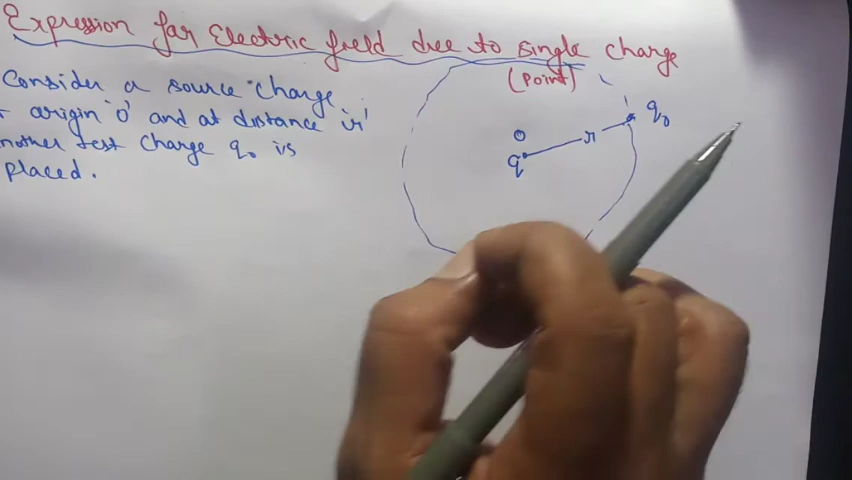 Expression for Electric field due to single charge
(Point)
Consider a source charge
origin 'O' and at distance 'r'
another test charge q₀ is
placed.
O
q
r
q₀